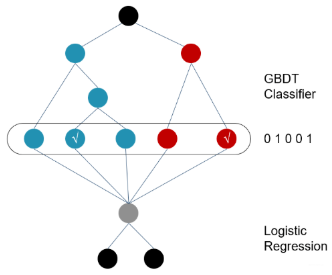 GBDT
Classifier
√ √ 0 1 0 0 1
Logistic
Regression